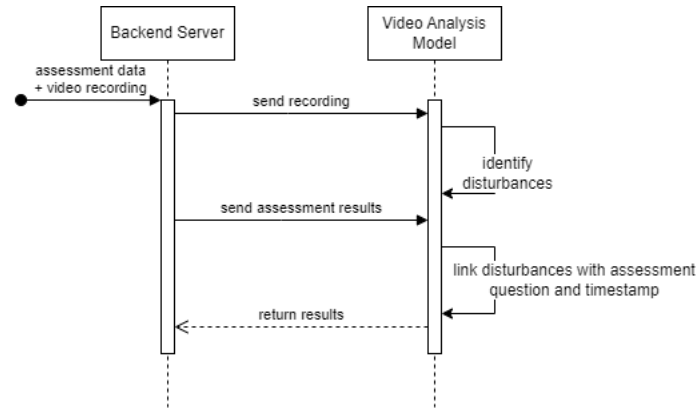 Backend Server
Video Analysis
Model
assessment data
+ video recording
send recording
identify
disturbances
send assessment results
link disturbances with assessment
question and timestamp
return results